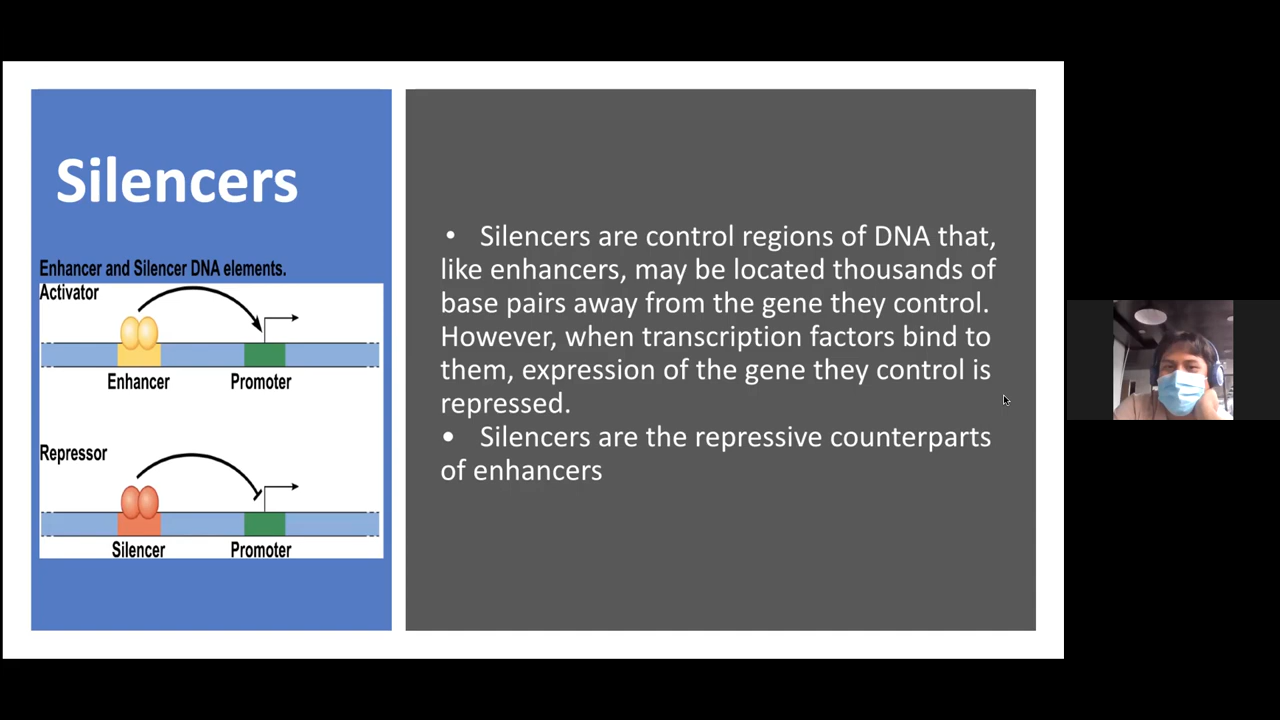 Silencers
Enhancer and Silencer DNA elements.
Activator
Enhancer
Promoter
Repressor
Silencer
Promoter
• Silencers are control regions of DNA that,
like enhancers, may be located thousands of
base pairs away from the gene they control.
However, when transcription factors bind to
them, expression of the gene they control is
repressed.
• Silencers are the repressive counterparts
of enhancers